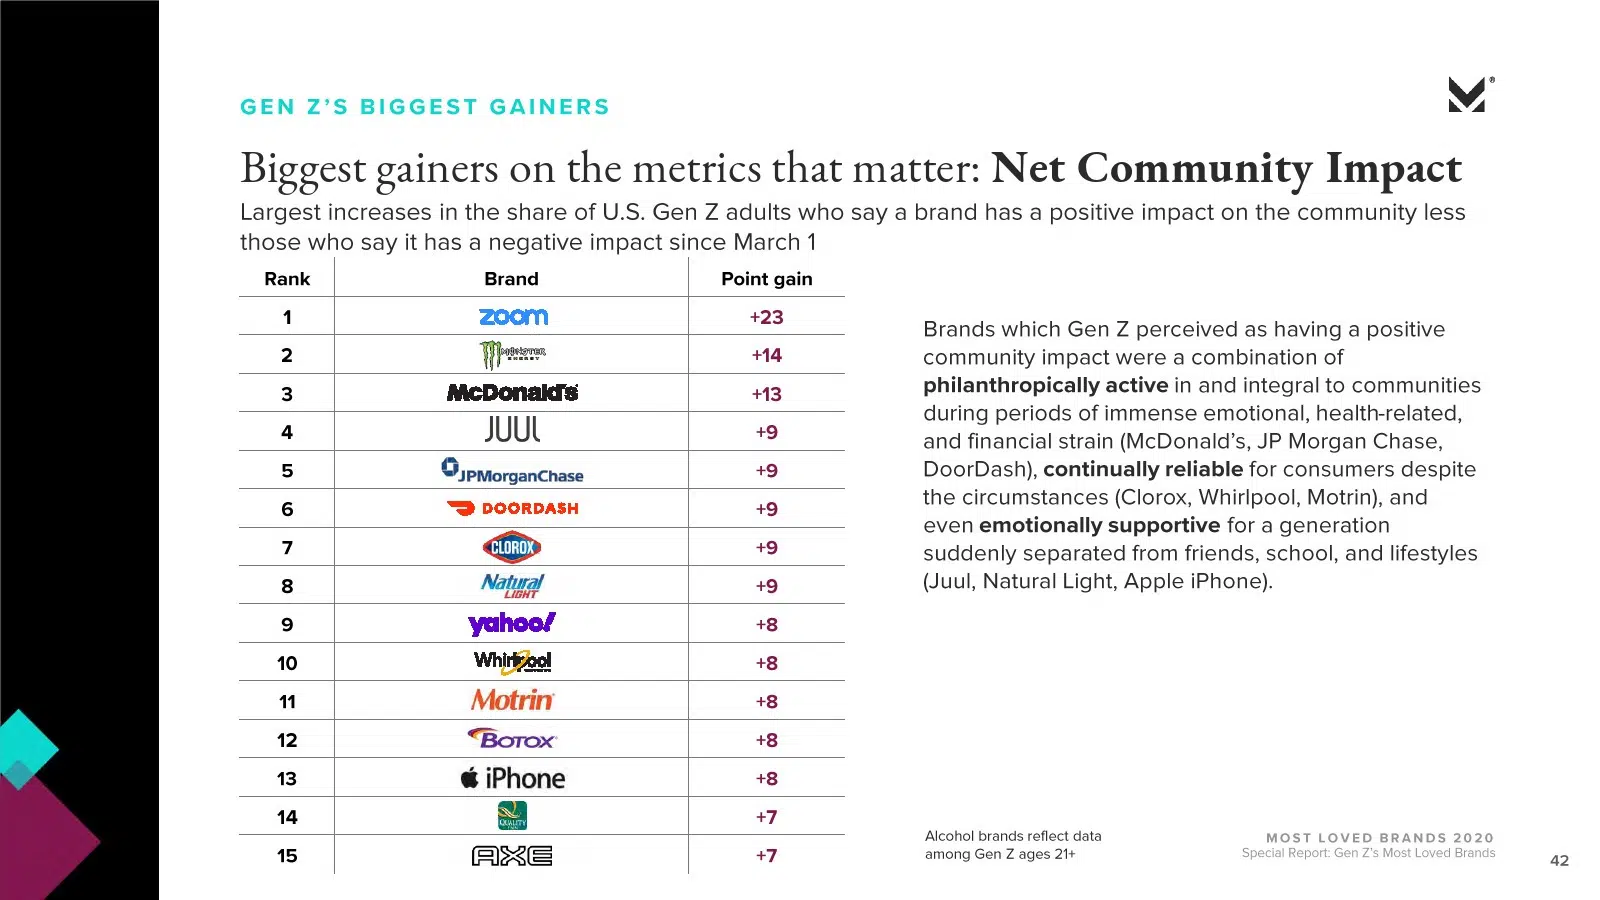 GEN Z’S BIGGEST GAINERS
Biggest gainers on the metrics that matter: Net Community Impact
Largest increases in the share of U.S. Gen Z adults who say a brand has a positive impact on the community less
those who say it has a negative impact since March 1
Rank Brand Point gain
1 zoom +23
2 MONSTER ENERGY +14
3 McDonald's +13
4 JUUL +9
5 JPMorganChase +9
6 DOORDASH +9
7 CLOROX +9
8 Natural LIGHT +9
9 yahoo! +8
10 Whirlpool +8
11 Motrin +8
12 BOTOX +8
13 iPhone +8
14 QUALITY INN +7
15 AXE +7
Brands which Gen Z perceived as having a positive
community impact were a combination of
philanthropically active in and integral to communities
during periods of immense emotional, health-related,
and financial strain (McDonald’s, JP Morgan Chase,
DoorDash), continually reliable for consumers despite
the circumstances (Clorox, Whirlpool, Motrin), and
even emotionally supportive for a generation
suddenly separated from friends, school, and lifestyles
(Juul, Natural Light, Apple iPhone).
Alcohol brands reflect data
among Gen Z ages 21+
MOST LOVED BRANDS 2020
Special Report: Gen Z’s Most Loved Brands
42